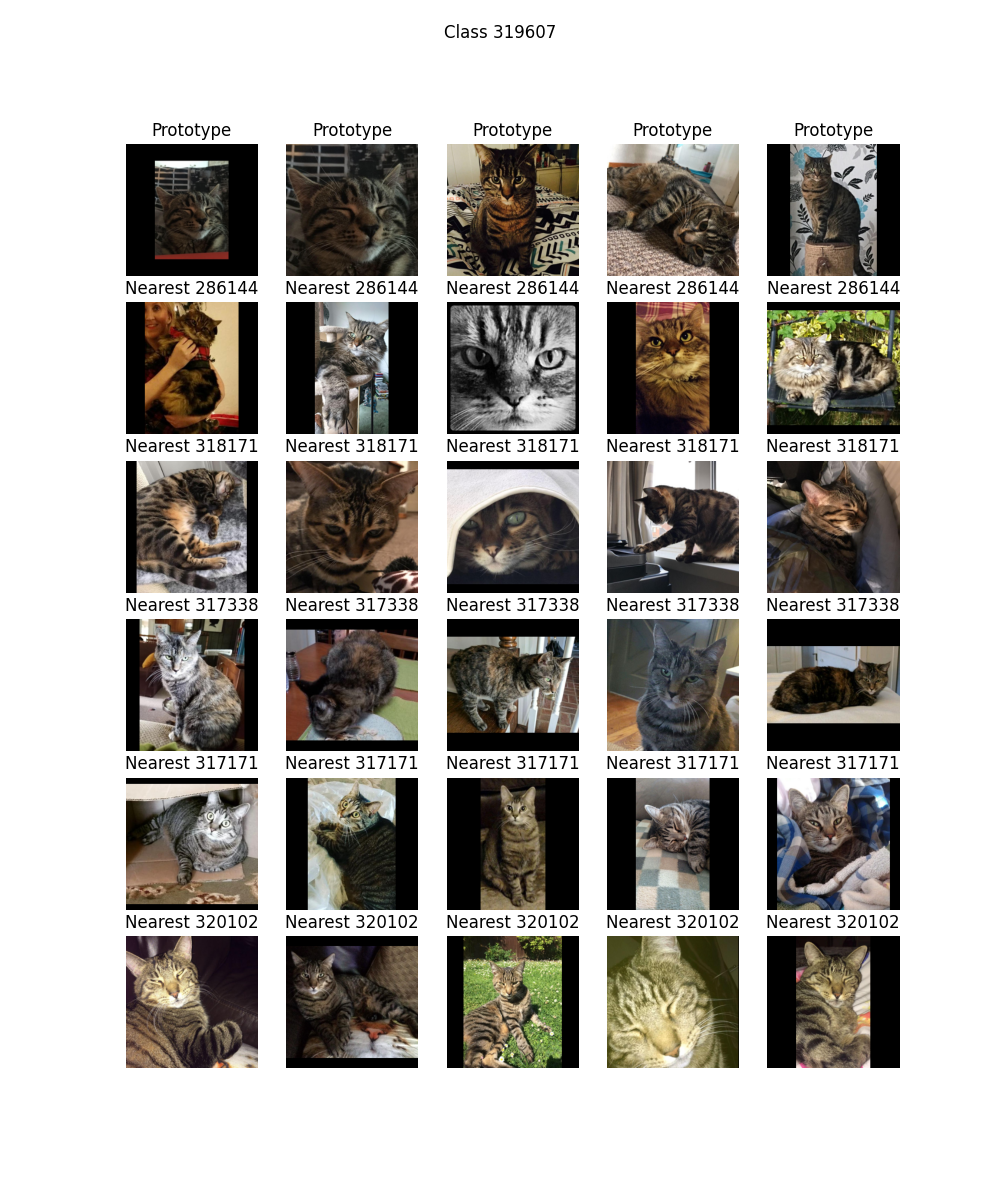 Class 319607
Prototype Prototype Prototype Prototype Prototype
Nearest 286144 Nearest 286144 Nearest 286144 Nearest 286144 Nearest 286144
Nearest 318171 Nearest 318171 Nearest 318171 Nearest 318171 Nearest 318171
Nearest 317338 Nearest 317338 Nearest 317338 Nearest 317338 Nearest 317338
Nearest 317171 Nearest 317171 Nearest 317171 Nearest 317171 Nearest 317171
Nearest 320102 Nearest 320102 Nearest 320102 Nearest 320102 Nearest 320102